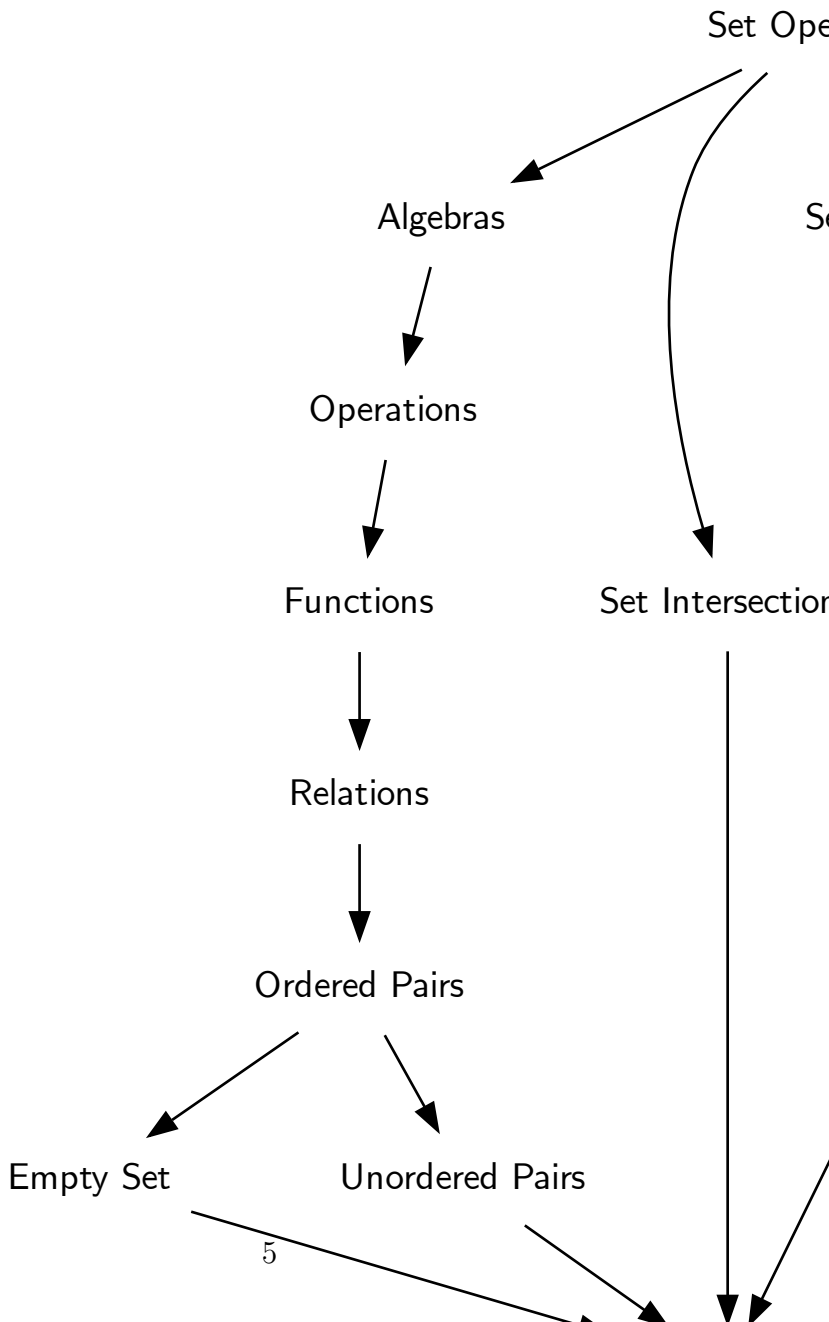 Set Ope
Algebras
Se
Operations
Functions
Set Intersection
Relations
Ordered Pairs
Empty Set
Unordered Pairs
5